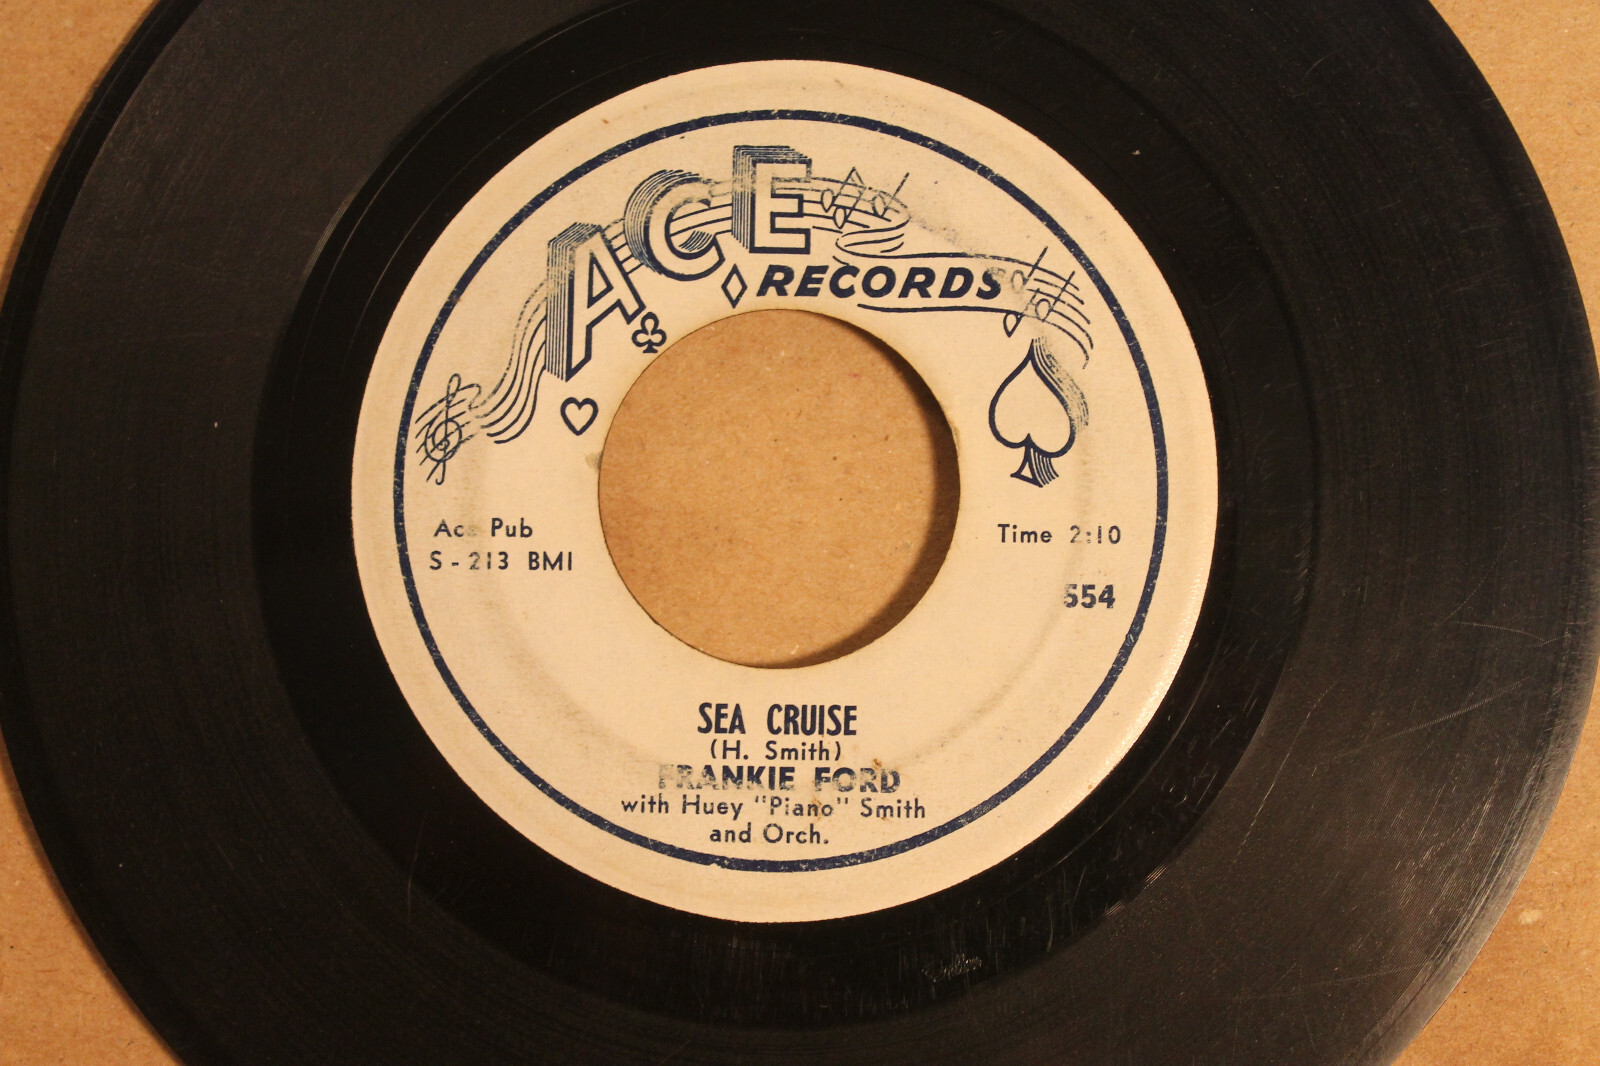 ACE
RECORDS
Ace Pub
S-213 BMI
Time 2:10
554
SEA CRUISE
(H. Smith)
FRANKIE FORD
with Huey "Piano" Smith
and Orch.